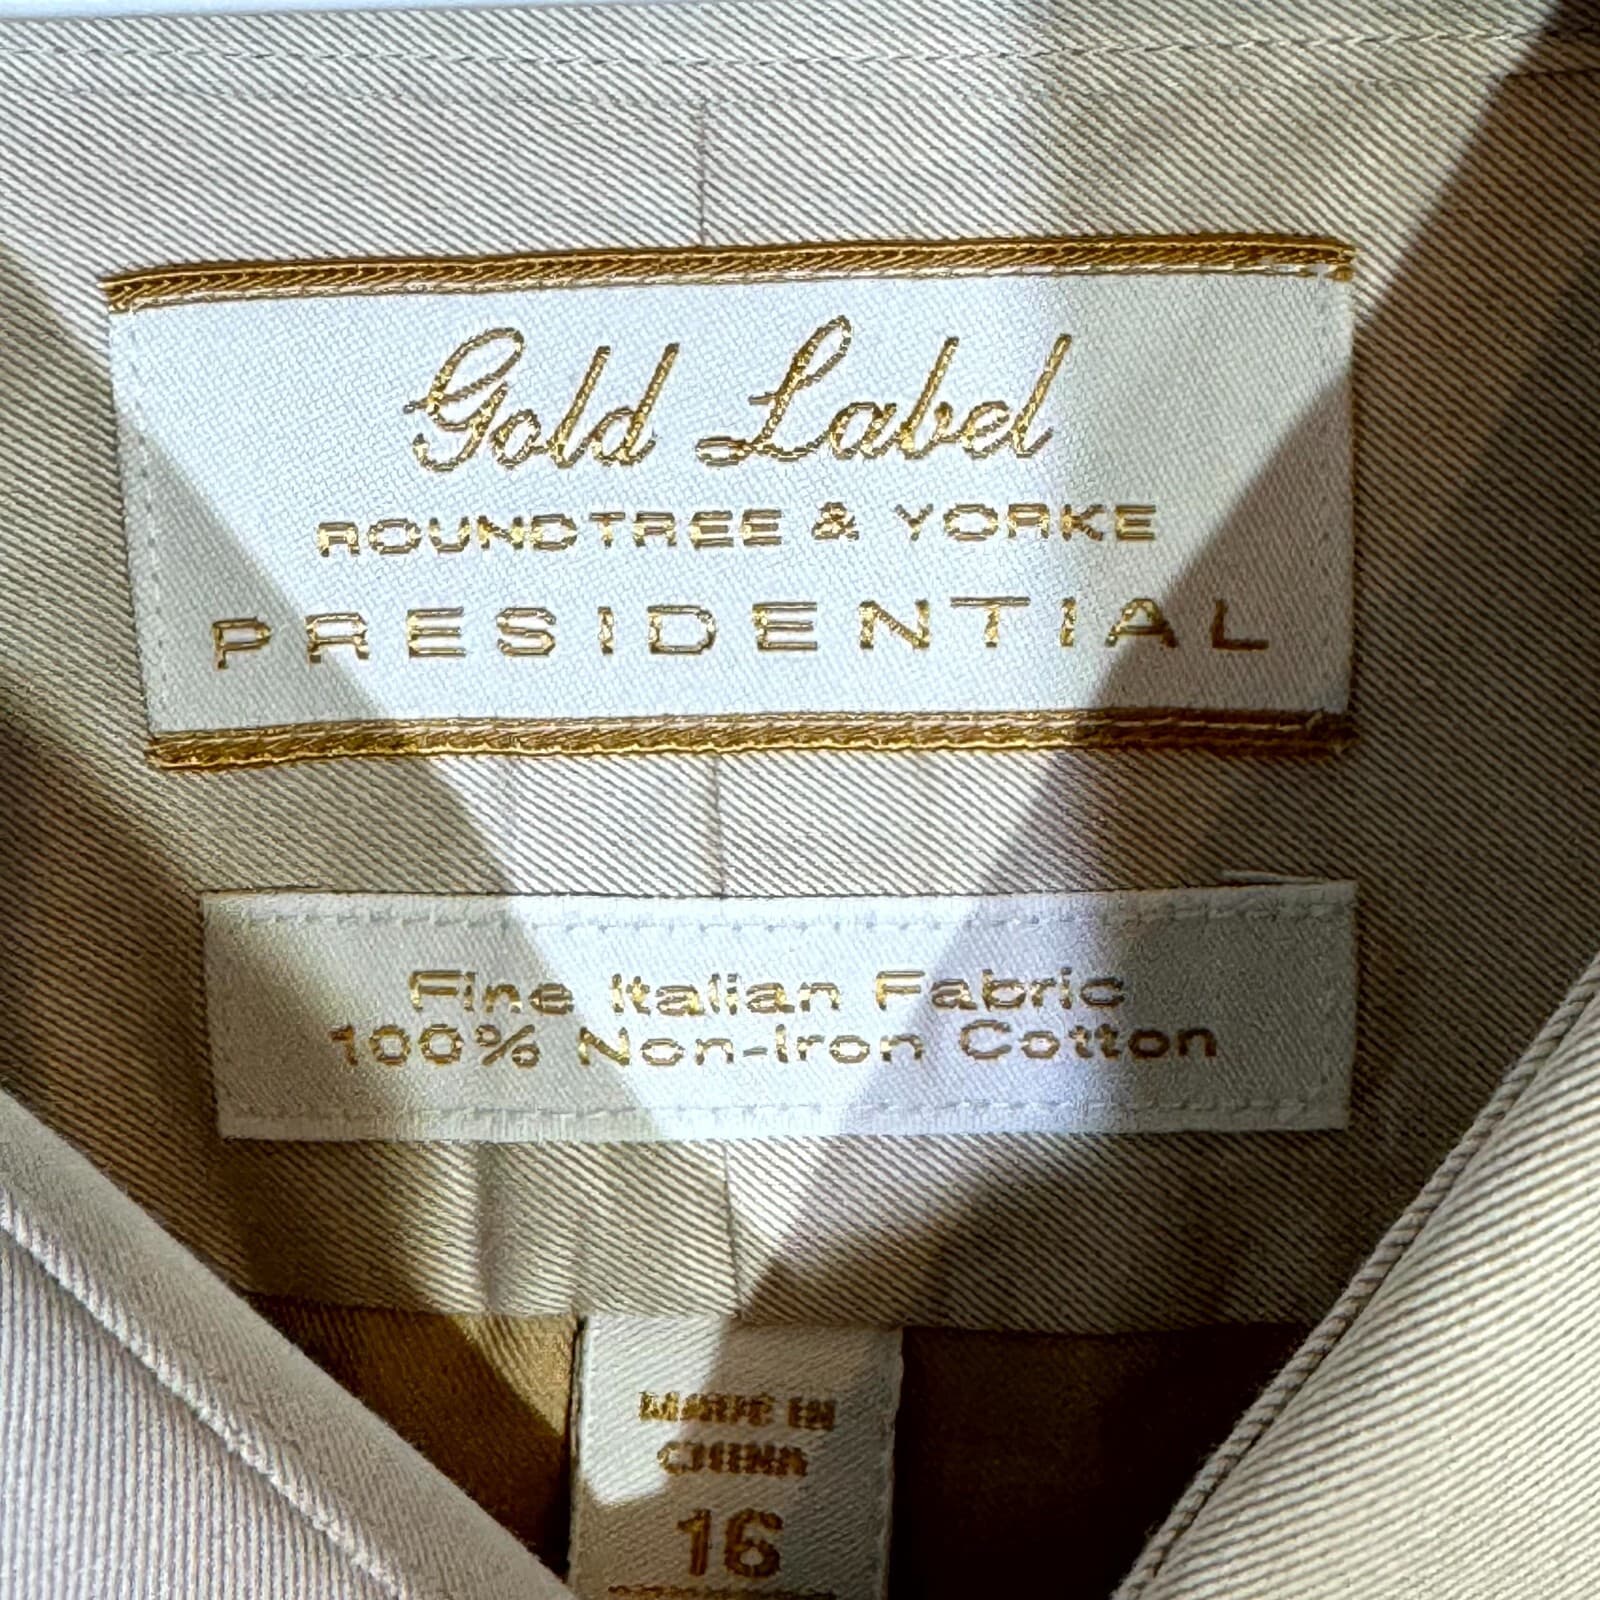 Gold Label
ROUNDTREE & YORKE
PRESIDENTIAL
Fine Italian Fabric
100% Non-Iron Cotton
MADE IN
CHINA
16